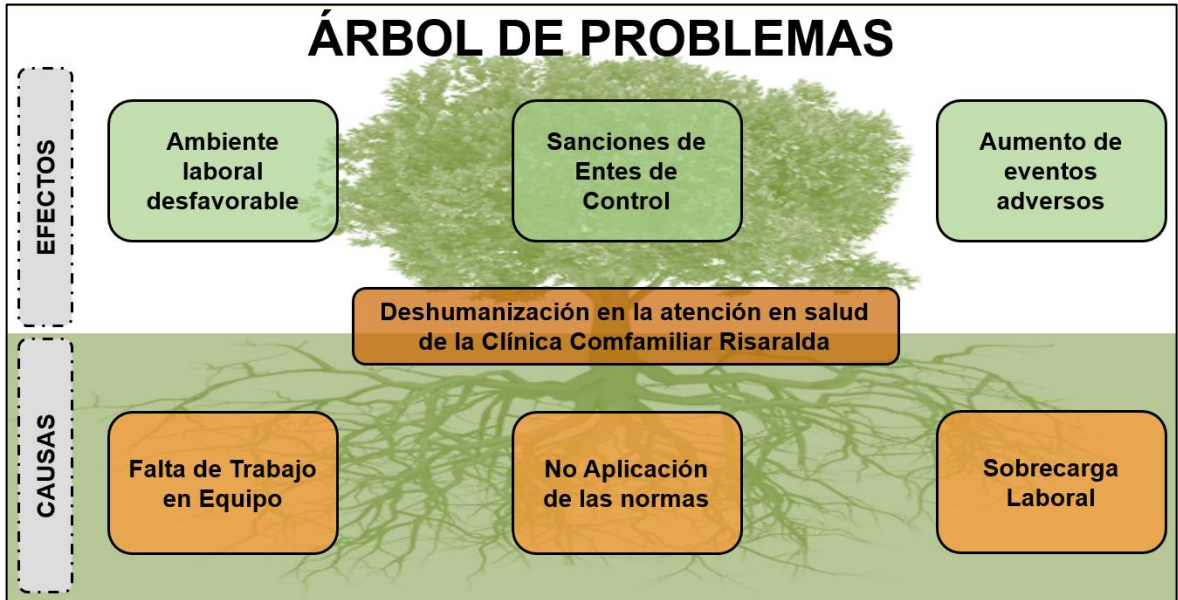 ÁRBOL DE PROBLEMAS
EFECTOS
Ambiente
laboral
desfavorable
Sanciones de
Entes de
Control
Aumento de
eventos
adversos
Deshumanización en la atención en salud
de la Clínica Comfamiliar Risaralda
CAUSAS
Falta de Trabajo
en Equipo
No Aplicación
de las normas
Sobrecarga
Laboral